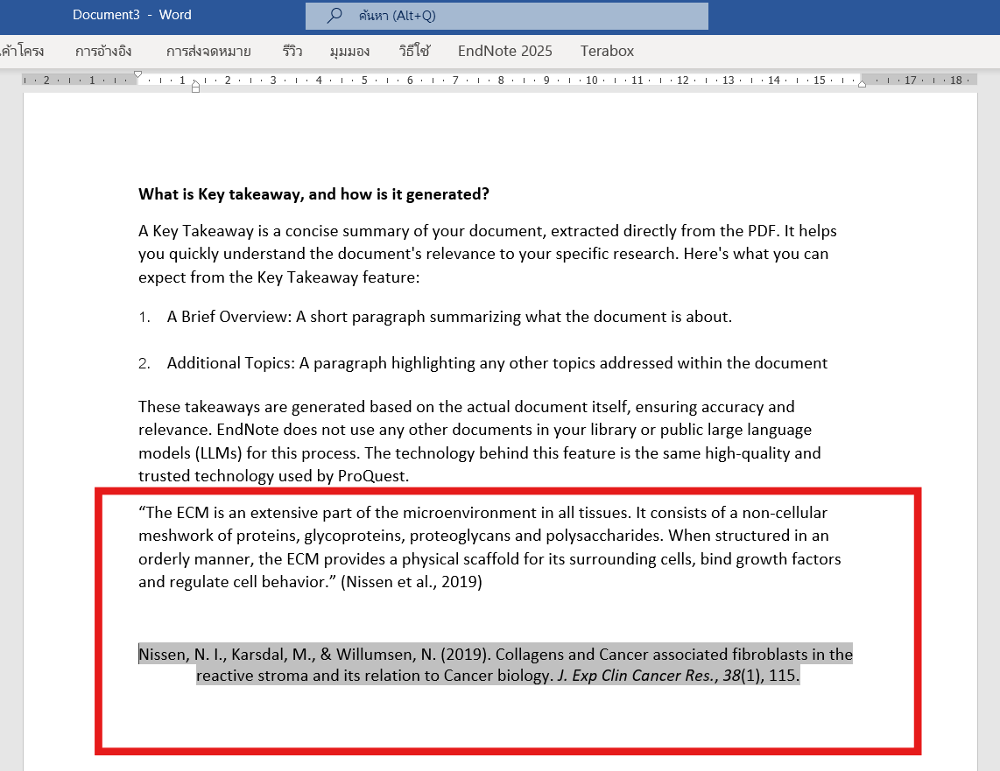 Document3 - Word
ค้นหา (Alt+Q)
ค้าโครง การอ้างอิง การส่งจดหมาย รีวิว มุมมอง วิธีใช้ EndNote 2025 Terabox
2 1 1 2 3 4 5 6 7 8 9 10 11 12 13 14 15 17 18
What is Key takeaway, and how is it generated?
A Key Takeaway is a concise summary of your document, extracted directly from the PDF. It helps
you quickly understand the document's relevance to your specific research. Here's what you can
expect from the Key Takeaway feature:
1. A Brief Overview: A short paragraph summarizing what the document is about.
2. Additional Topics: A paragraph highlighting any other topics addressed within the document
These takeaways are generated based on the actual document itself, ensuring accuracy and
relevance. EndNote does not use any other documents in your library or public large language
models (LLMs) for this process. The technology behind this feature is the same high-quality and
trusted technology used by ProQuest.
“The ECM is an extensive part of the microenvironment in all tissues. It consists of a non-cellular
meshwork of proteins, glycoproteins, proteoglycans and polysaccharides. When structured in an
orderly manner, the ECM provides a physical scaffold for its surrounding cells, bind growth factors
and regulate cell behavior.” (Nissen et al., 2019)
Nissen, N. I., Karsdal, M., & Willumsen, N. (2019). Collagens and Cancer associated fibroblasts in the
reactive stroma and its relation to Cancer biology. J. Exp Clin Cancer Res., 38(1), 115.